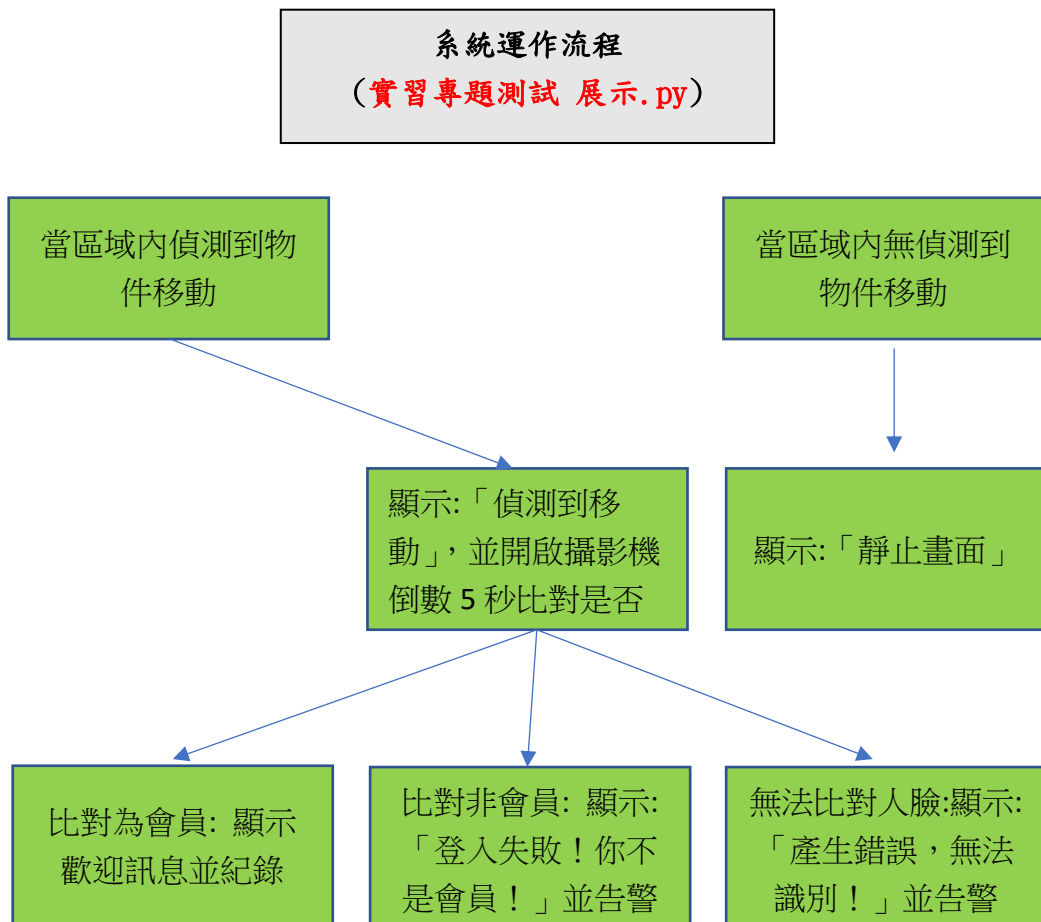 系統運作流程
(實習專題測試 展示.py)
當區域內偵測到物
件移動
當區域內無偵測到
物件移動
顯示:「偵測到移
動」，並開啟攝影機
倒數 5 秒比對是否
顯示:「靜止畫面」
比對為會員: 顯示
歡迎訊息並紀錄
比對非會員: 顯示:
「登入失敗！你不
是會員！」並告警
無法比對人臉:顯示:
「產生錯誤，無法
識別！」並告警